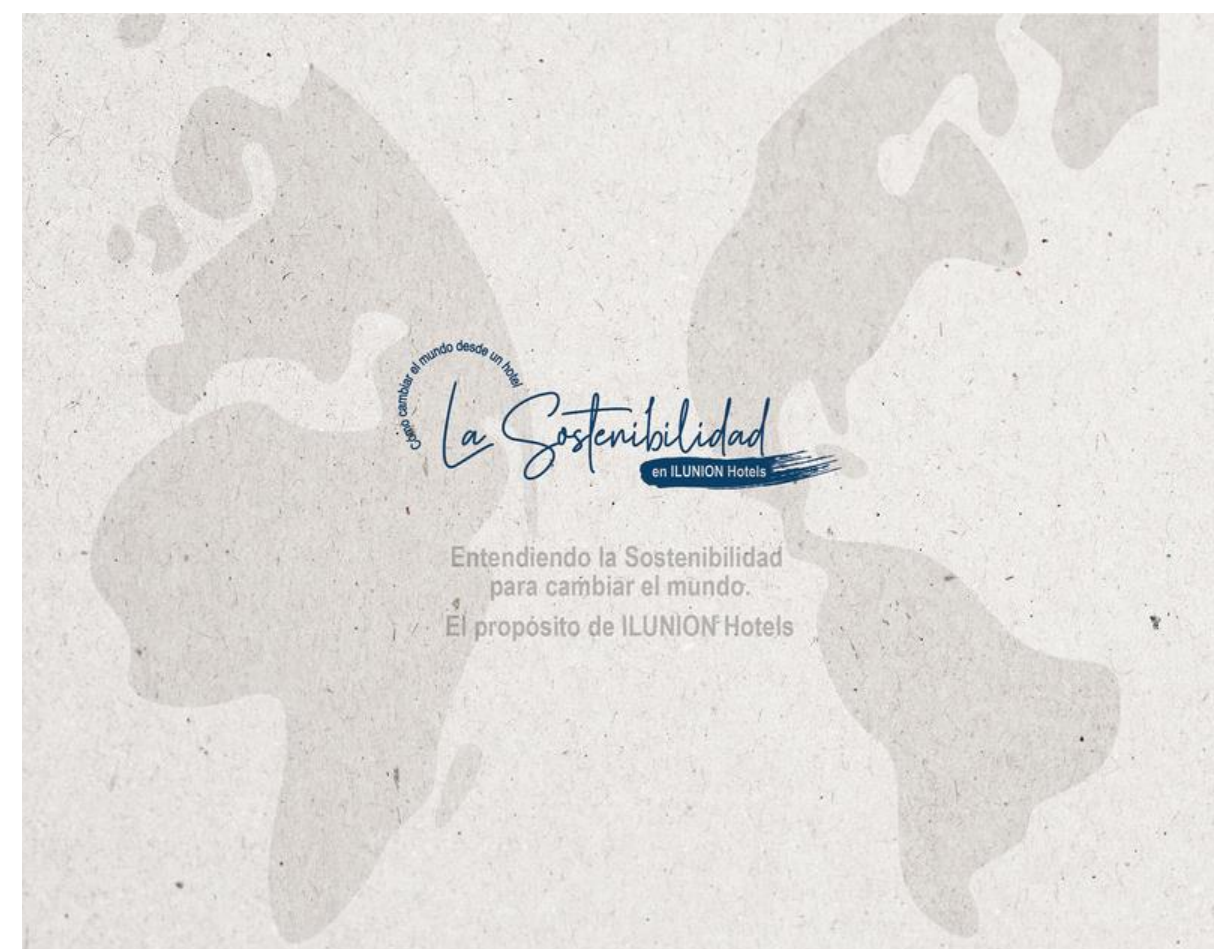 Cómo cambiar el mundo desde un hotel
La Sostenibilidad
en ILUNION Hotels
Entendiendo la Sostenibilidad
para cambiar el mundo.
El propósito de ILUNION Hotels